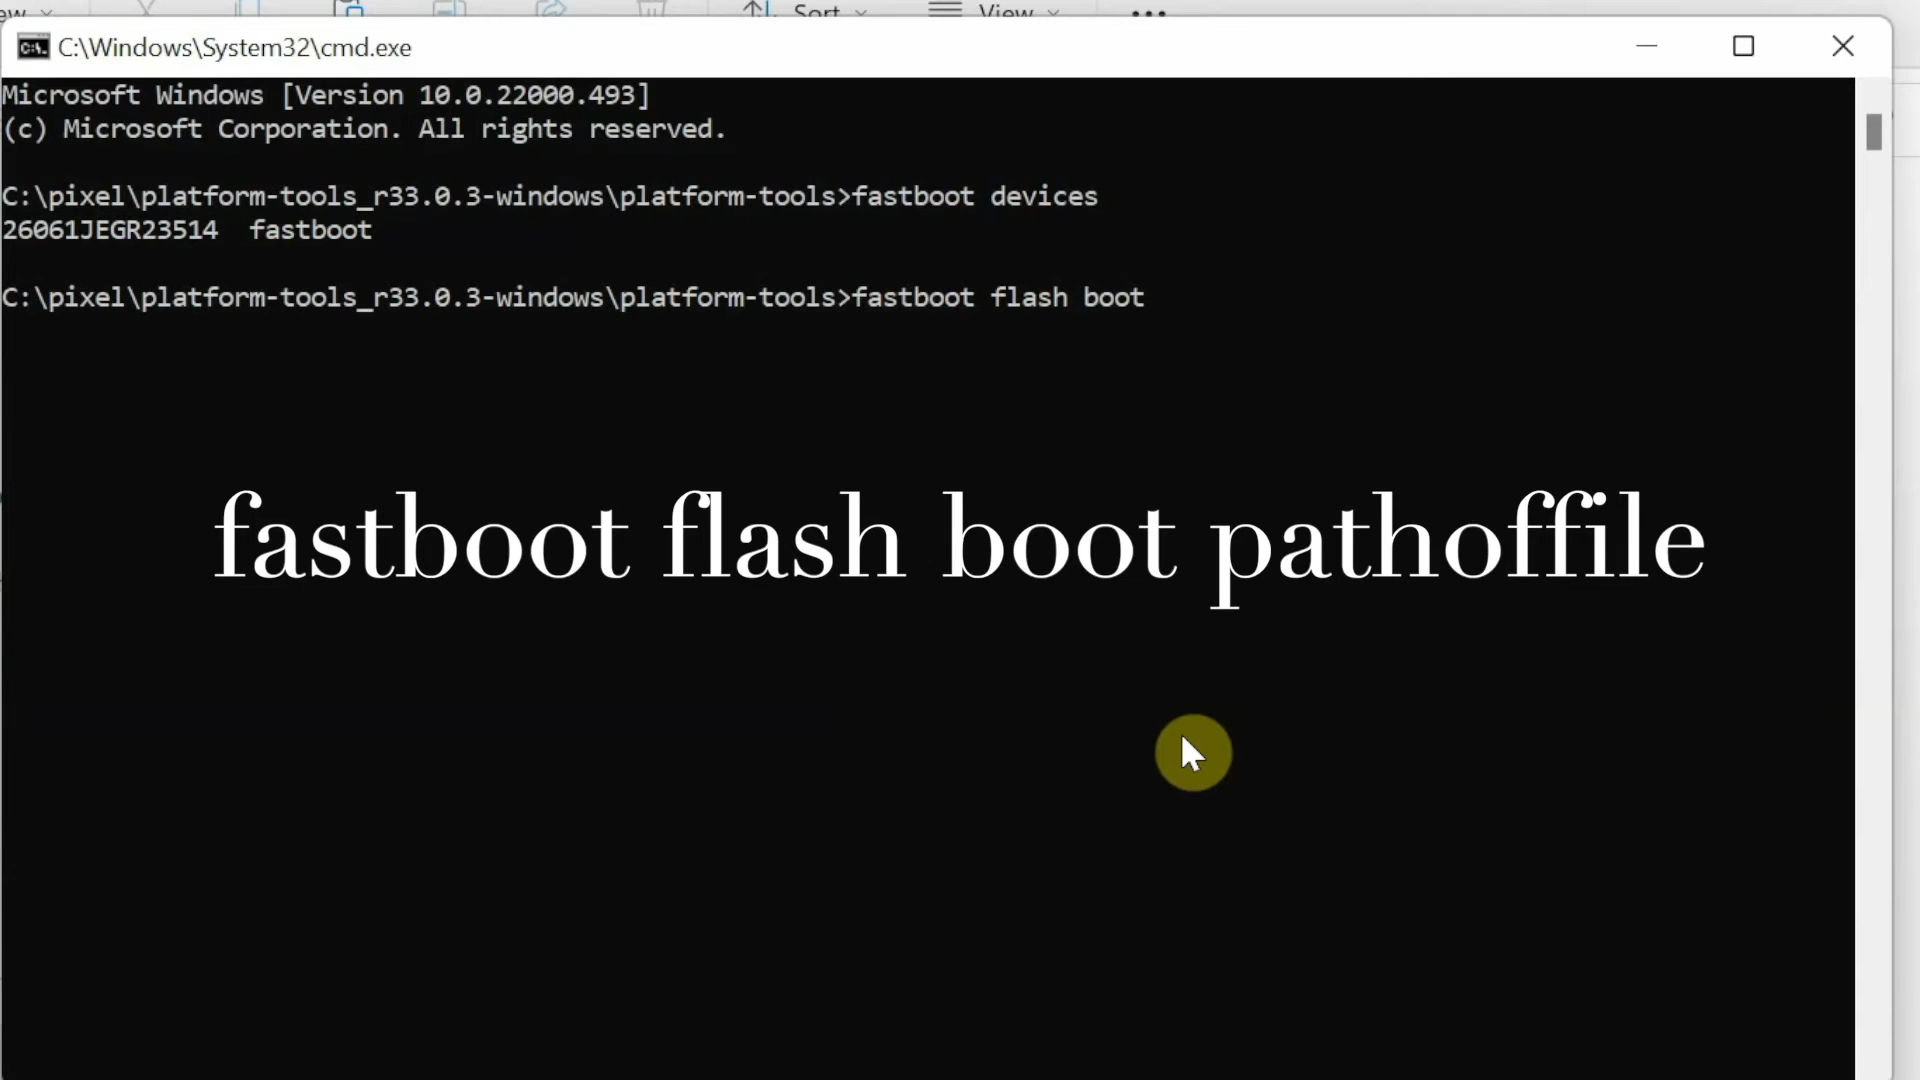 Sort
View
C:\Windows\System32\cmd.exe
Microsoft Windows [Version 10.0.22000.493]
(c) Microsoft Corporation. All rights reserved.
C:\pixel\platform-tools_r33.0.3-windows\platform-tools>fastboot devices
26061JEGR23514  fastboot
C:\pixel\platform-tools_r33.0.3-windows\platform-tools>fastboot flash boot
fastboot flash boot pathoffile